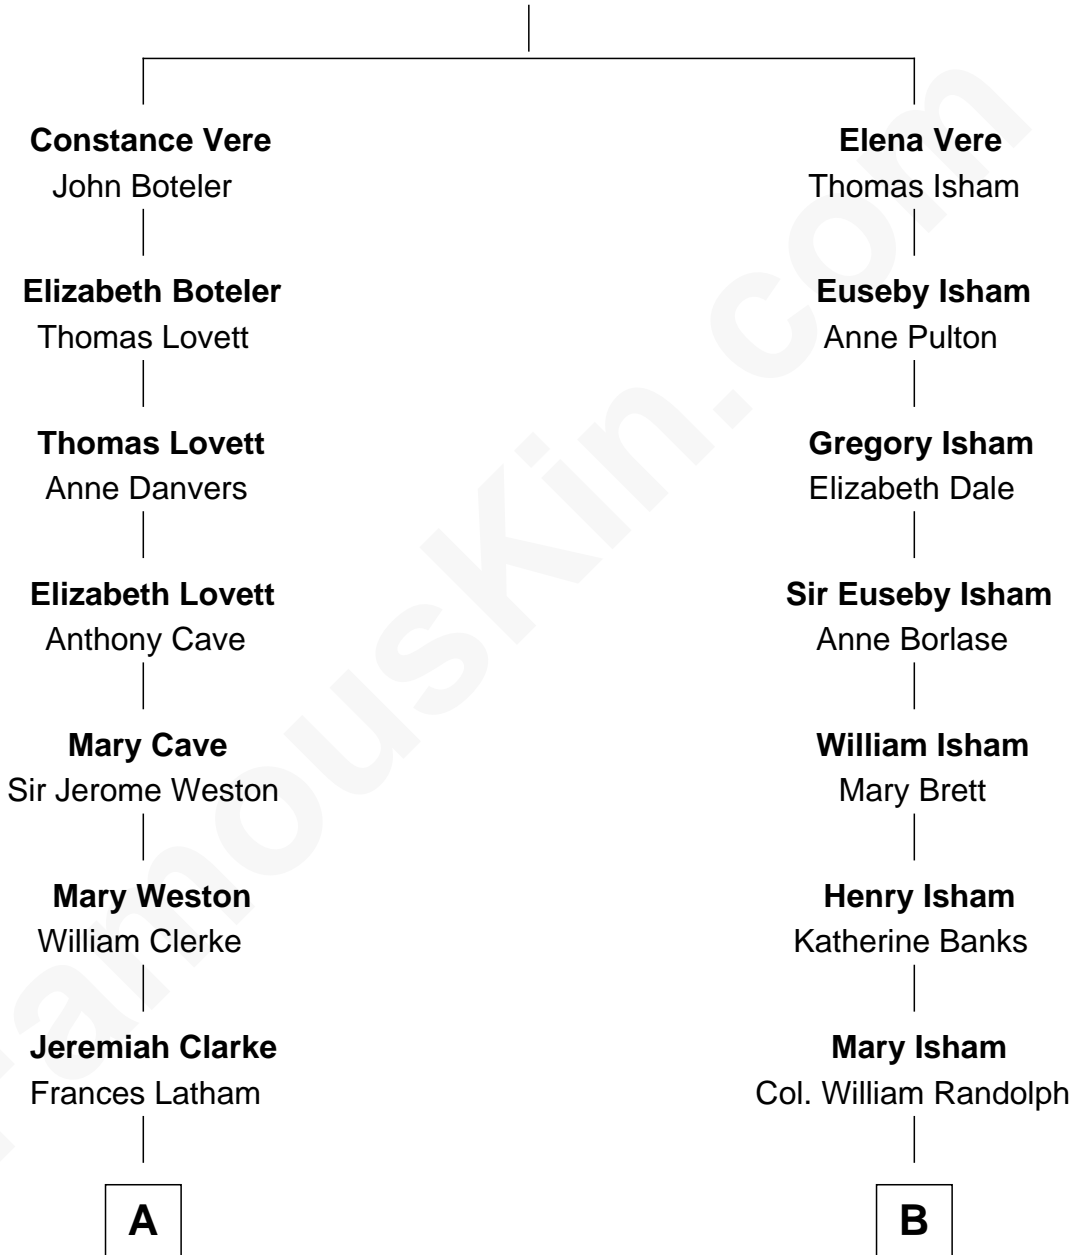 Constance Vere
John Boteler
Elizabeth Boteler
Thomas Lovett
Thomas Lovett
Anne Danvers
Elizabeth Lovett
Anthony Cave
Mary Cave
Sir Jerome Weston
Mary Weston
William Clerke
Jeremiah Clarke
Frances Latham
A
Elena Vere
Thomas Isham
Euseby Isham
Anne Pulton
Gregory Isham
Elizabeth Dale
Sir Euseby Isham
Anne Borlase
William Isham
Mary Brett
Henry Isham
Katherine Banks
Mary Isham
Col. William Randolph
B
FamousKin.com